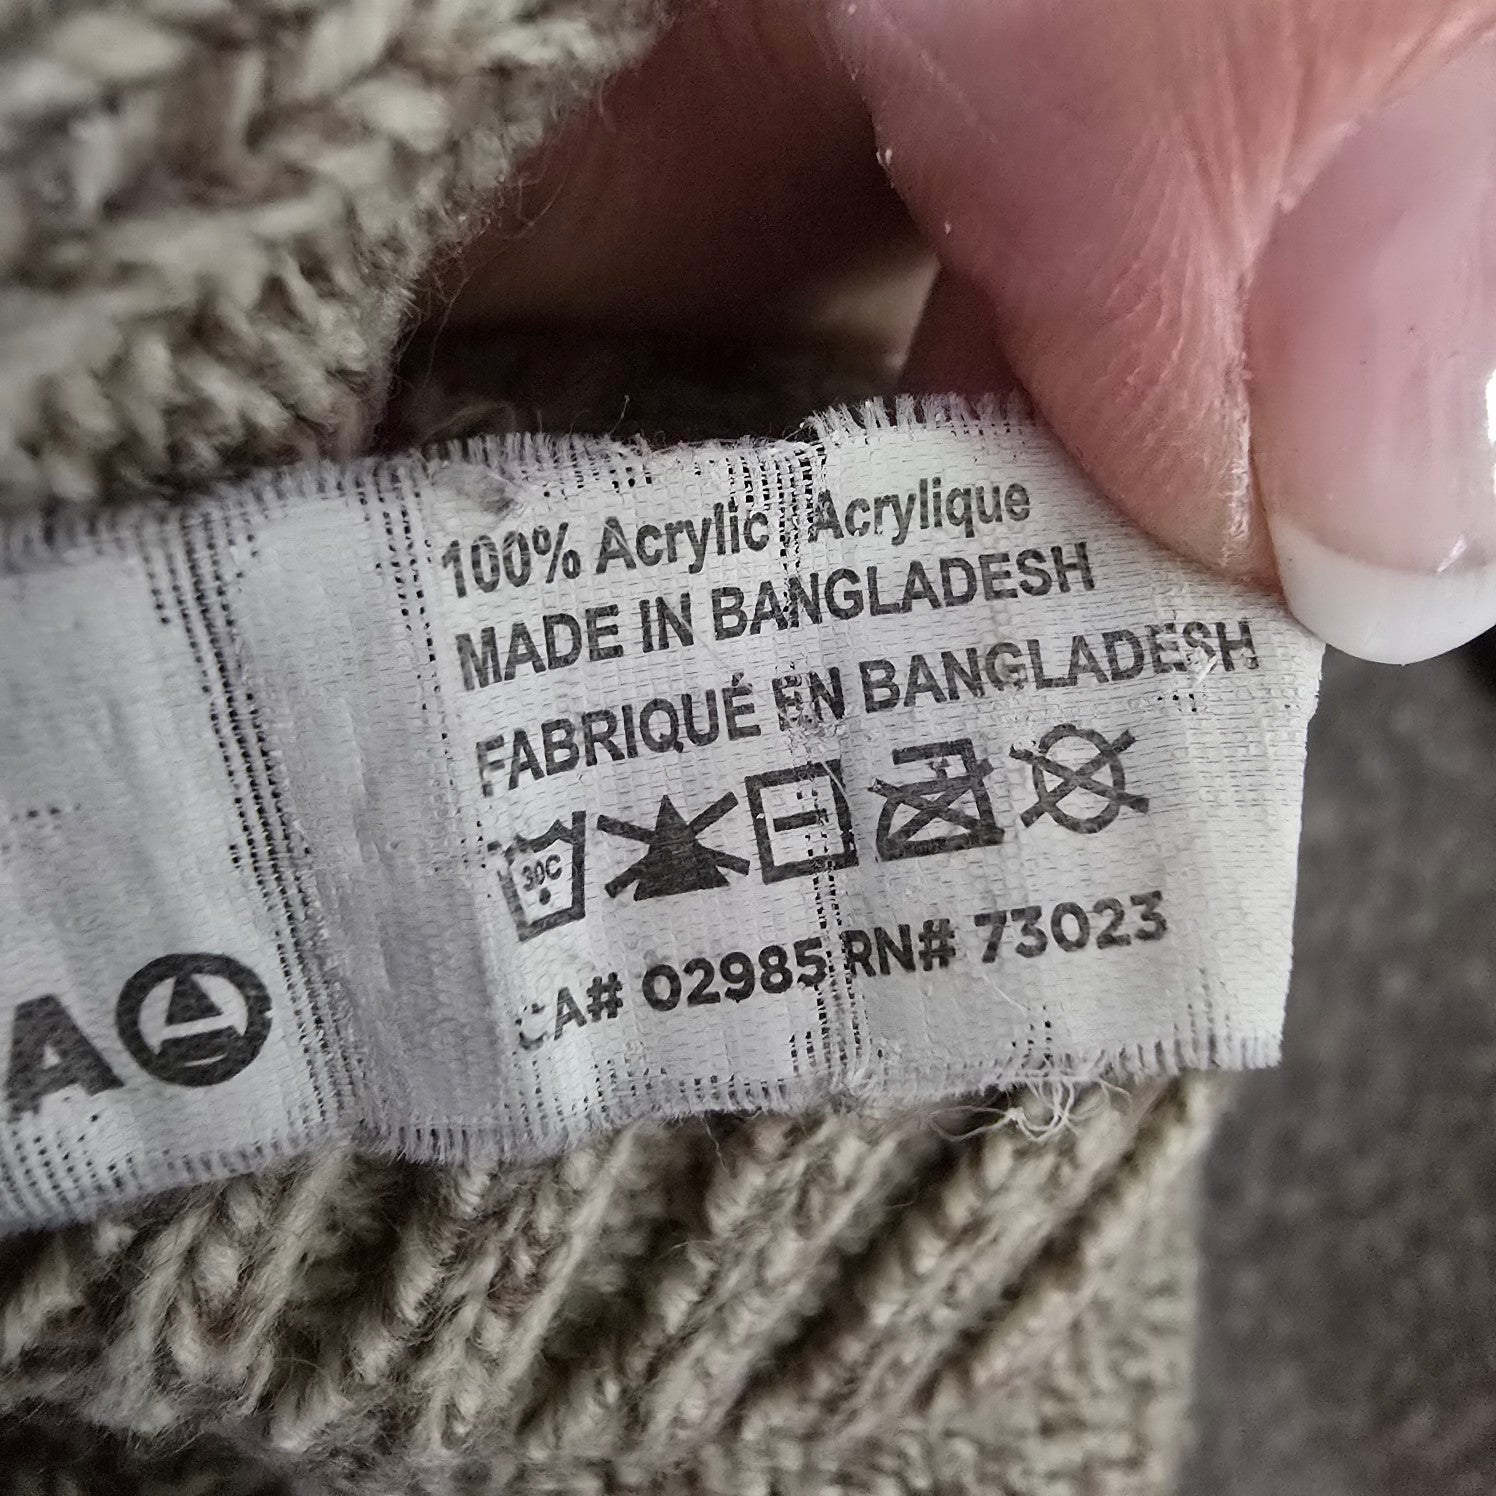 100% Acrylic Acrylique
MADE IN BANGLADESH
FABRIQUÉ EN BANGLADESH
30C
CA# 02985 RN# 73023
A